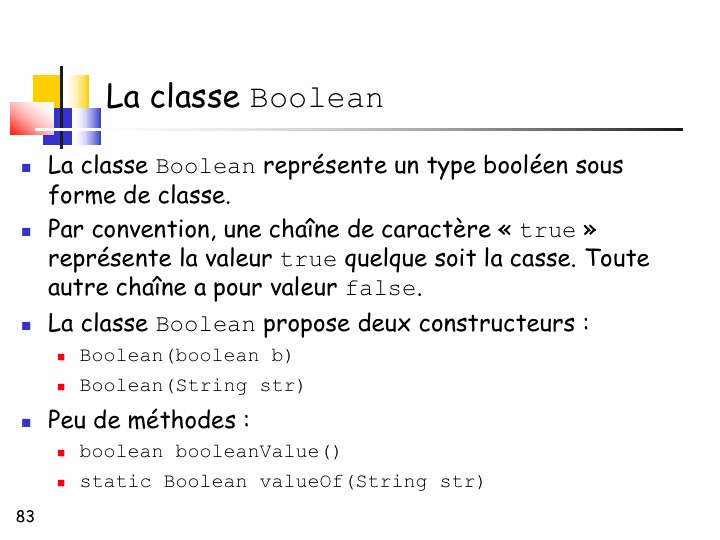 La classe Boolean
La classe Boolean représente un type booléen sous
forme de classe.
Par convention, une chaîne de caractère « true »
représente la valeur true quelque soit la casse. Toute
autre chaîne a pour valeur false.
La classe Boolean propose deux constructeurs :
Boolean(boolean b)
Boolean(String str)
Peu de méthodes :
boolean booleanValue()
static Boolean valueOf(String str)
83